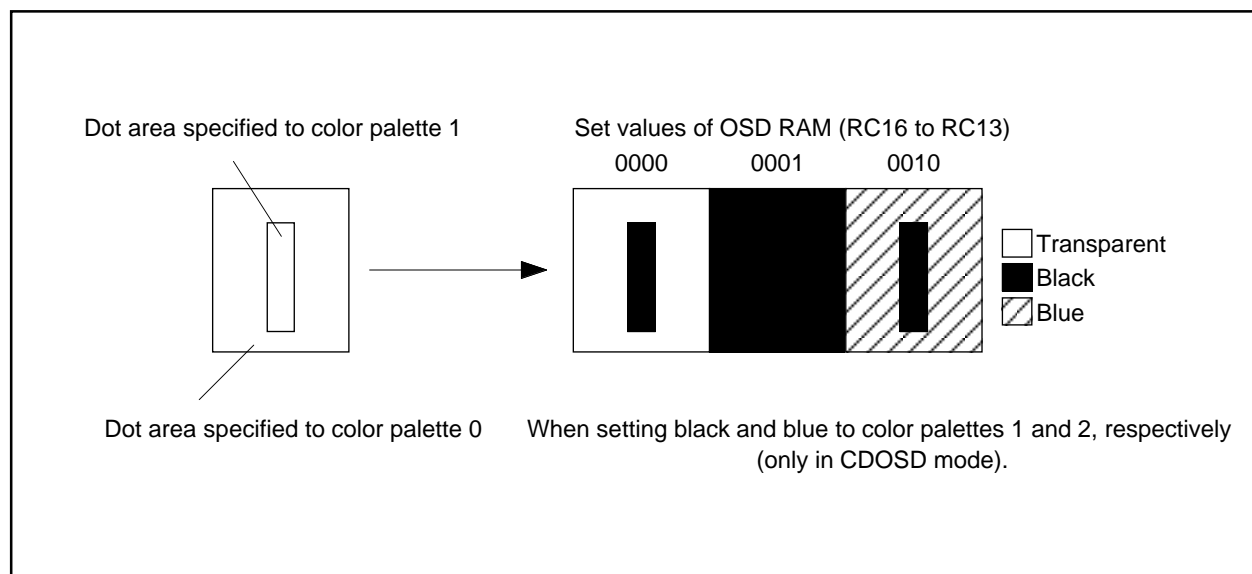 Dot area specified to color palette 1
Set values of OSD RAM (RC16 to RC13)
0000 0001 0010
Transparent
Black
Blue
Dot area specified to color palette 0
When setting black and blue to color palettes 1 and 2, respectively
(only in CDOSD mode).